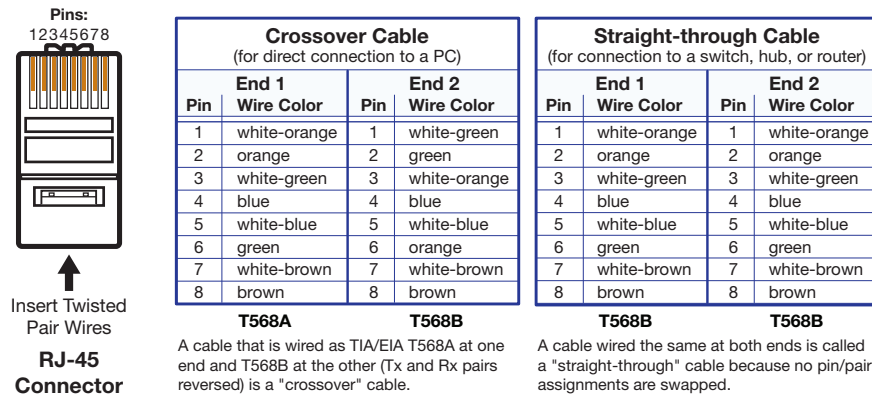 Pins:
12345678
Insert Twisted
Pair Wires
RJ-45
Connector
Crossover Cable
(for direct connection to a PC)
End 1 End 2
Pin Wire Color Pin Wire Color
1 white-orange 1 white-green
2 orange 2 green
3 white-green 3 white-orange
4 blue 4 blue
5 white-blue 5 white-blue
6 green 6 orange
7 white-brown 7 white-brown
8 brown 8 brown
T568A T568B
A cable that is wired as TIA/EIA T568A at one
end and T568B at the other (Tx and Rx pairs
reversed) is a "crossover" cable.
Straight-through Cable
(for connection to a switch, hub, or router)
End 1 End 2
Pin Wire Color Pin Wire Color
1 white-orange 1 white-orange
2 orange 2 orange
3 white-green 3 white-green
4 blue 4 blue
5 white-blue 5 white-blue
6 green 6 green
7 white-brown 7 white-brown
8 brown 8 brown
T568B T568B
A cable wired the same at both ends is called
a "straight-through" cable because no pin/pair
assignments are swapped.